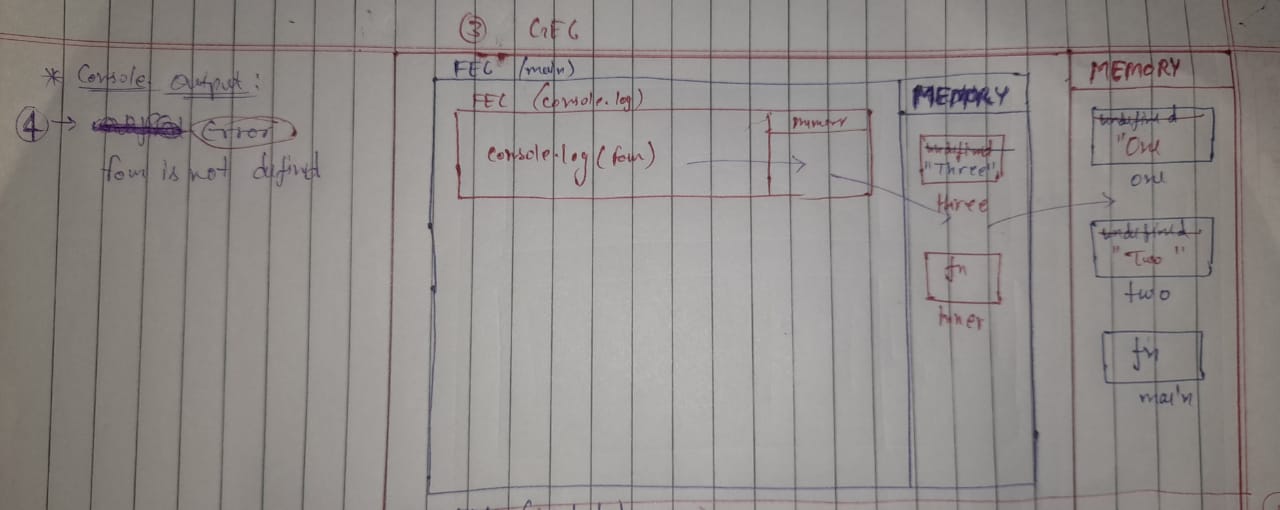 ③ GEC
* Console Output:
④ → Error
four is not defined
FEC (main)
FEC (console.log)
console.log(four)
MEMORY
undefined
"Three"
three
fn
inner
MEMORY
undefined
"One
one
undefined
"Two"
two
fn
main